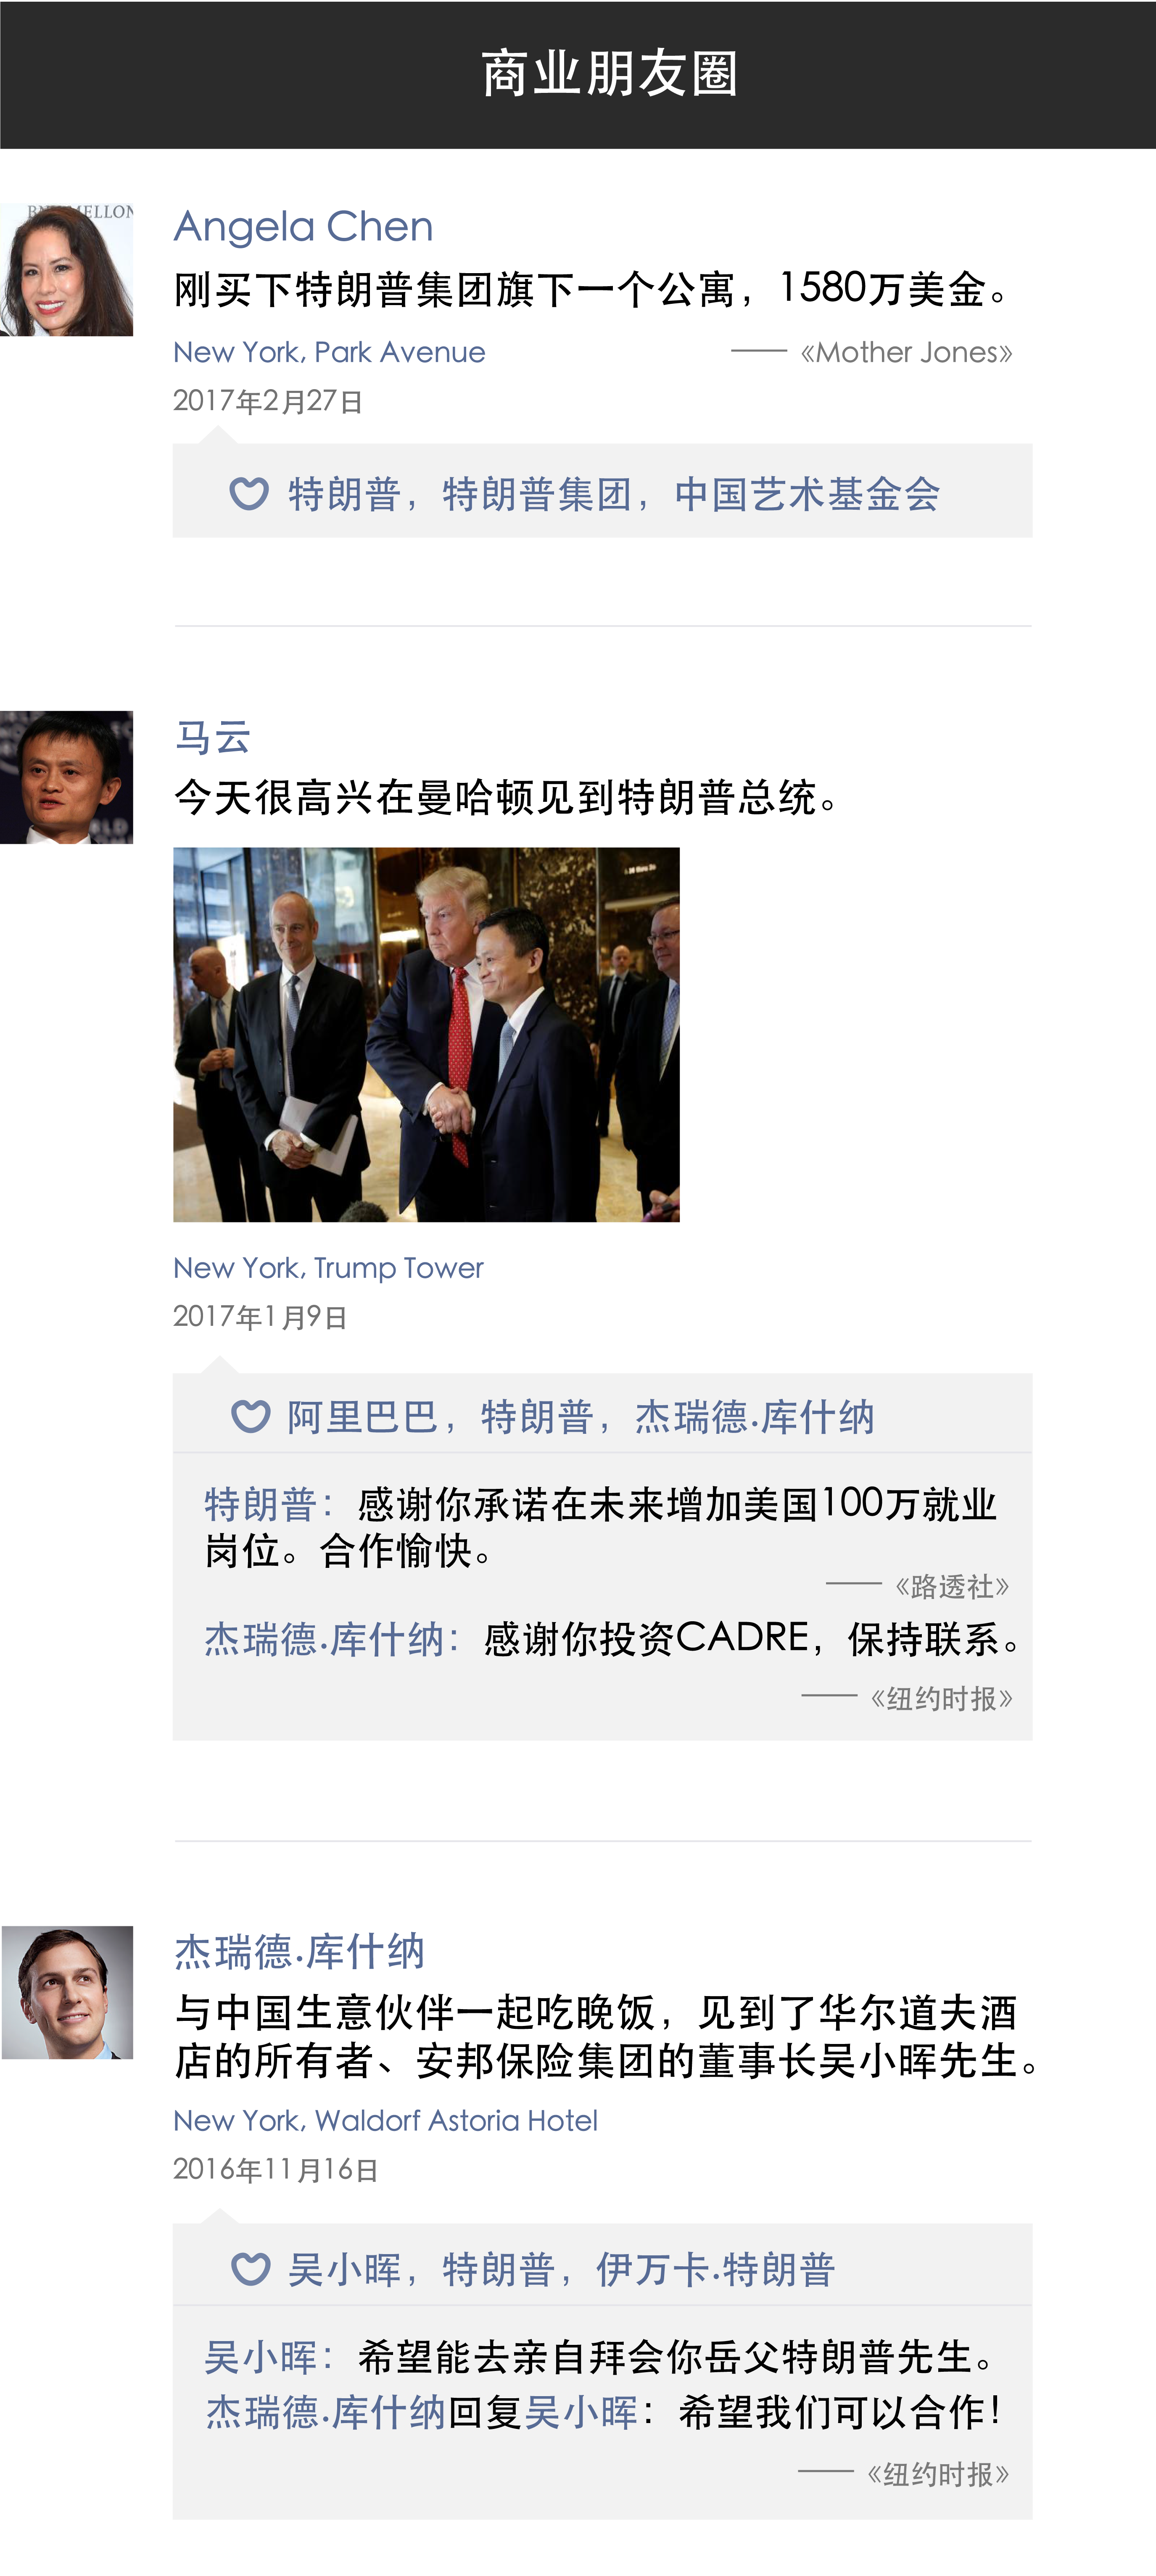 商业朋友圈
Angela Chen
刚买下特朗普集团旗下一个公寓，1580万美金。
New York, Park Avenue
—— 《Mother Jones》
2017年2月27日
特朗普，特朗普集团，中国艺术基金会
马云
今天很高兴在曼哈顿见到特朗普总统。
New York, Trump Tower
2017年1月9日
阿里巴巴，特朗普，杰瑞德.库什纳
特朗普：感谢你承诺在未来增加美国100万就业
岗位。合作愉快。
—— 《路透社》
杰瑞德.库什纳：感谢你投资CADRE，保持联系。
—— 《纽约时报》
杰瑞德.库什纳
与中国生意伙伴一起吃晚饭，见到了华尔道夫酒
店的所有者、安邦保险集团的董事长吴小晖先生。
New York, Waldorf Astoria Hotel
2016年11月16日
吴小晖，特朗普，伊万卡.特朗普
吴小晖：希望能去亲自拜会你岳父特朗普先生。
杰瑞德.库什纳回复吴小晖：希望我们可以合作！
—— 《纽约时报》